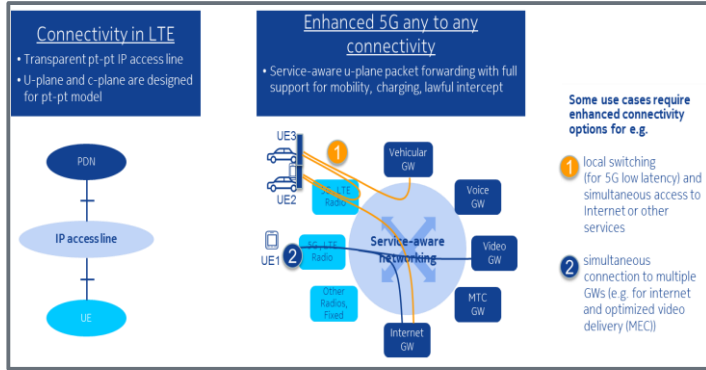 Connectivity in LTE
• Transparent pt-pt IP access line
• U-plane and c-plane are designed
for pt-pt model
PDN
IP access line
UE
Enhanced 5G any to any
connectivity
• Service-aware u-plane packet forwarding with full
support for mobility, charging, lawful intercept
UE3
UE2
1
5G, LTE
Radio
Vehicular
GW
Voice
GW
UE1
2
5G, LTE
Radio
Service-aware
networking
Video
GW
Other
Radios,
Fixed
MTC
GW
Internet
GW
Some use cases require
enhanced connectivity
options for e.g.
1
local switching
(for 5G low latency) and
simultaneous access to
Internet or other
services
2
simultaneous
connection to multiple
GWs (e.g. for internet
and optimized video
delivery (MEC))